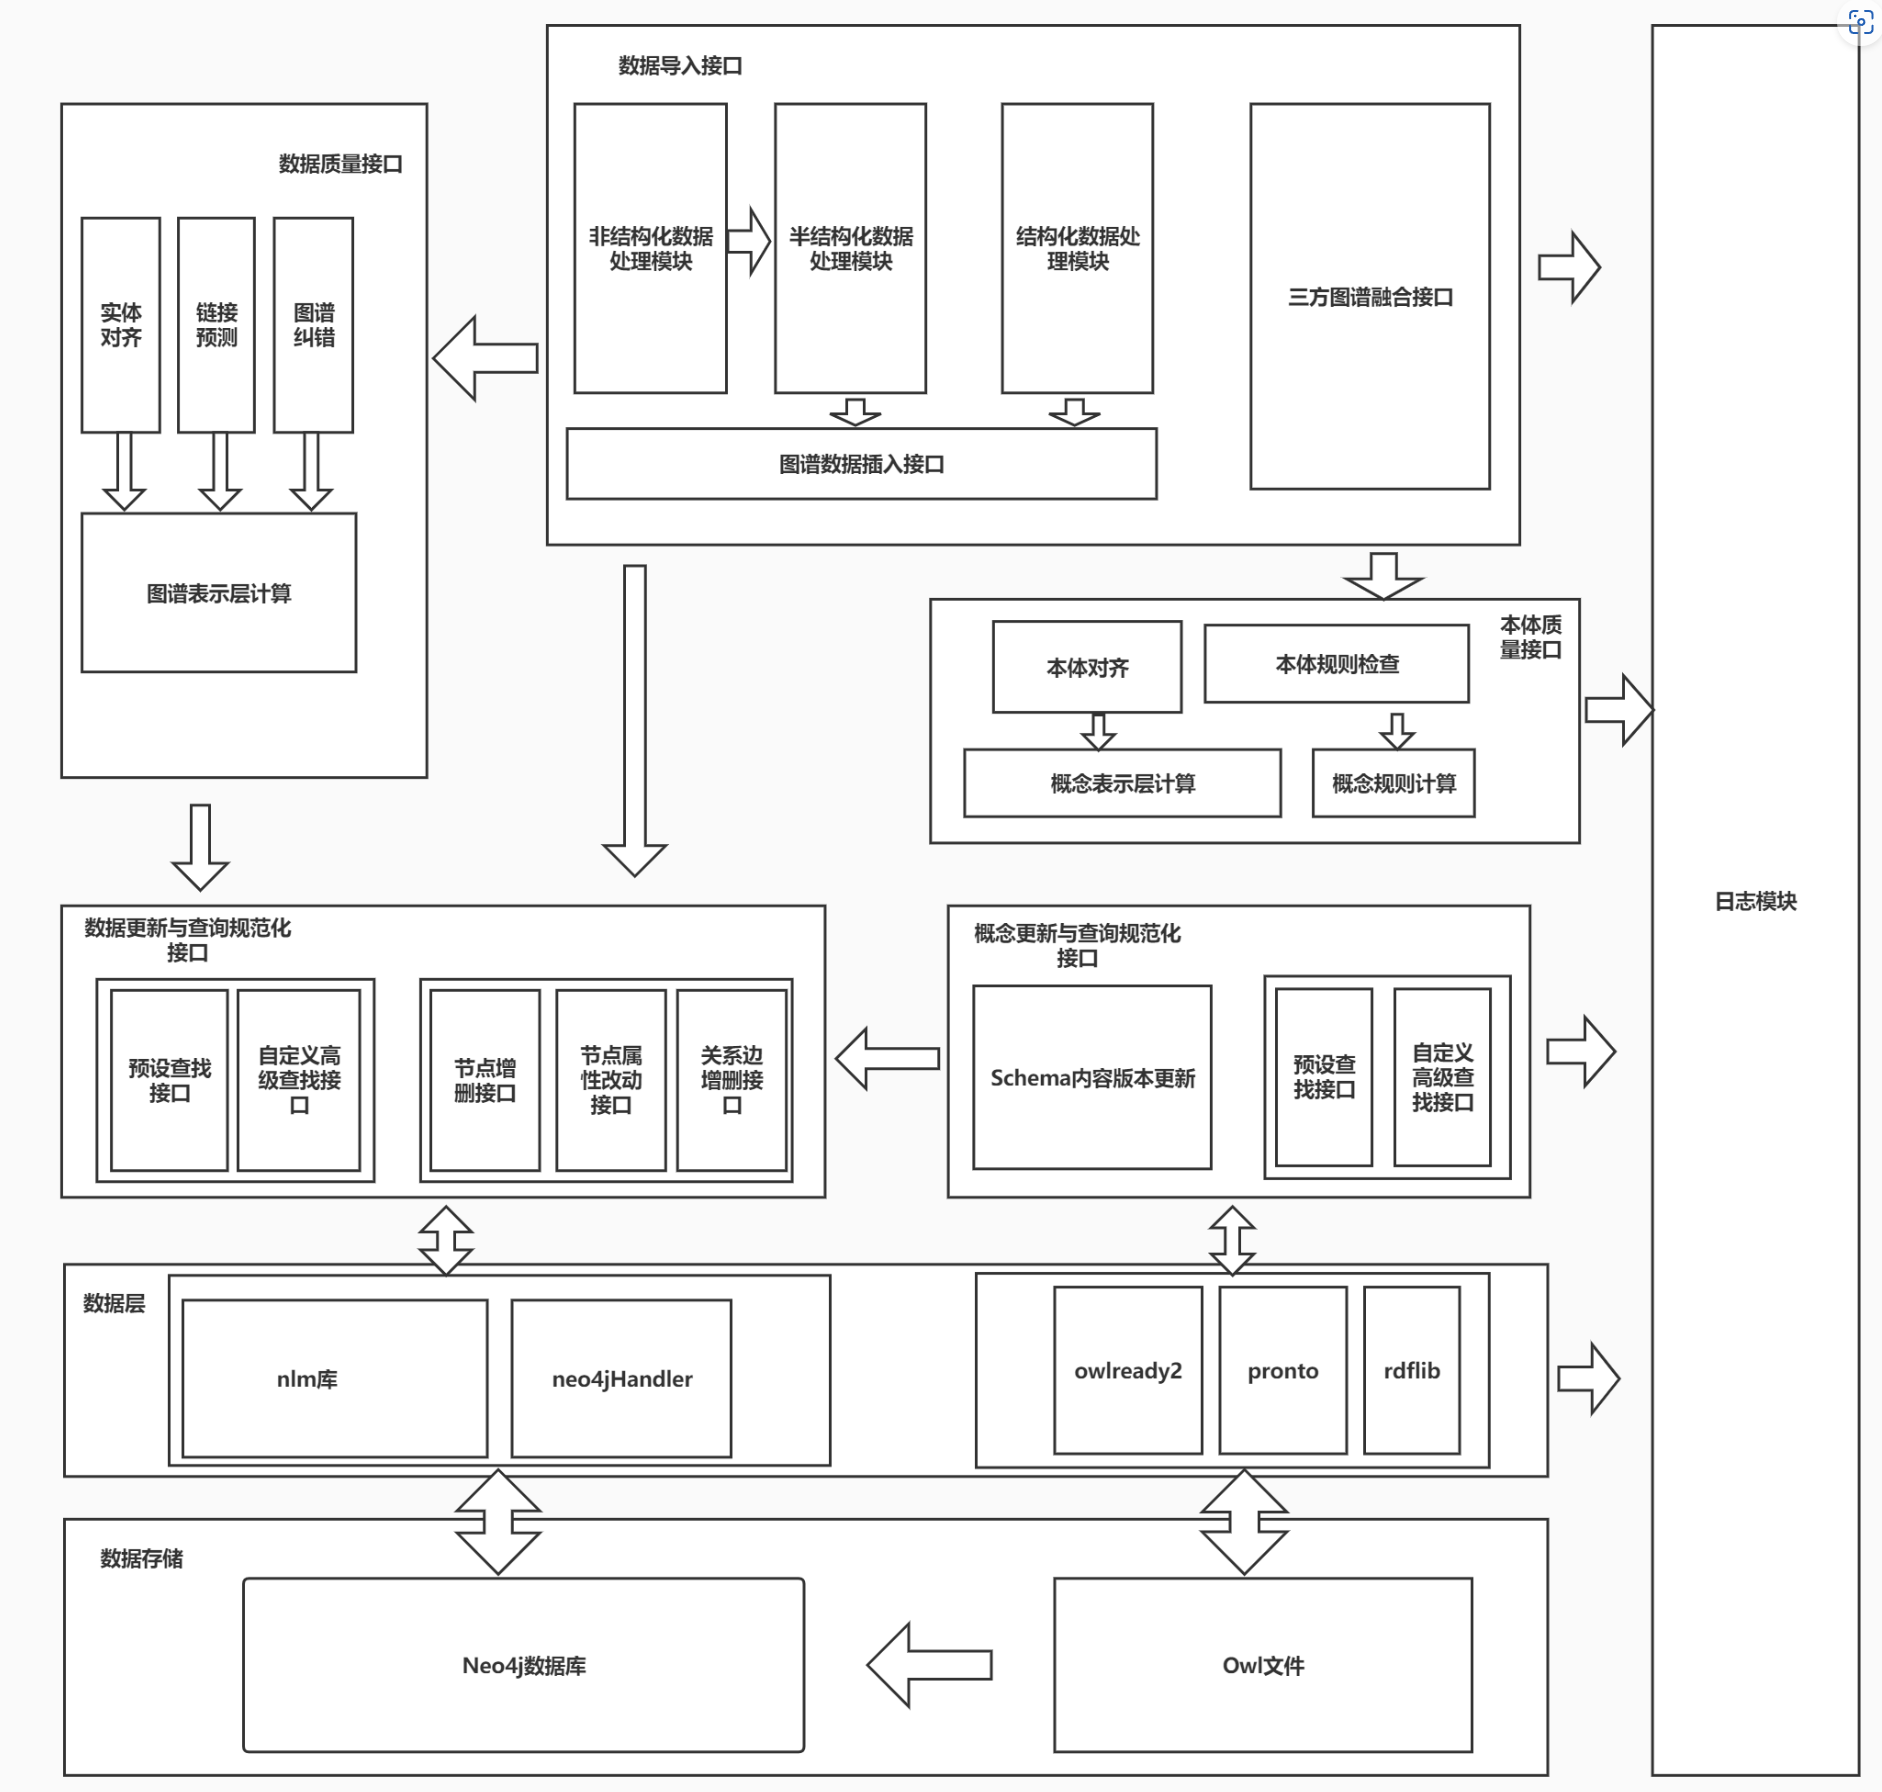 数据导入接口
非结构化数据
处理模块
半结构化数据
处理模块
结构化数据处
理模块
三方图谱融合接口
图谱数据插入接口
数据质量接口
实体
对齐
链接
预测
图谱
纠错
图谱表示层计算
本体质
量接口
本体对齐
本体规则检查
概念表示层计算
概念规则计算
日志模块
数据更新与查询规范化
接口
预设查找
接口
自定义高
级查找接
口
节点增
删接口
节点属
性改动
接口
关系边
增删接
口
概念更新与查询规范化
接口
Schema内容版本更新
预设查
找接口
自定义
高级查
找接口
数据层
nlm库
neo4jHandler
owlready2
pronto
rdflib
数据存储
Neo4j数据库
Owl文件